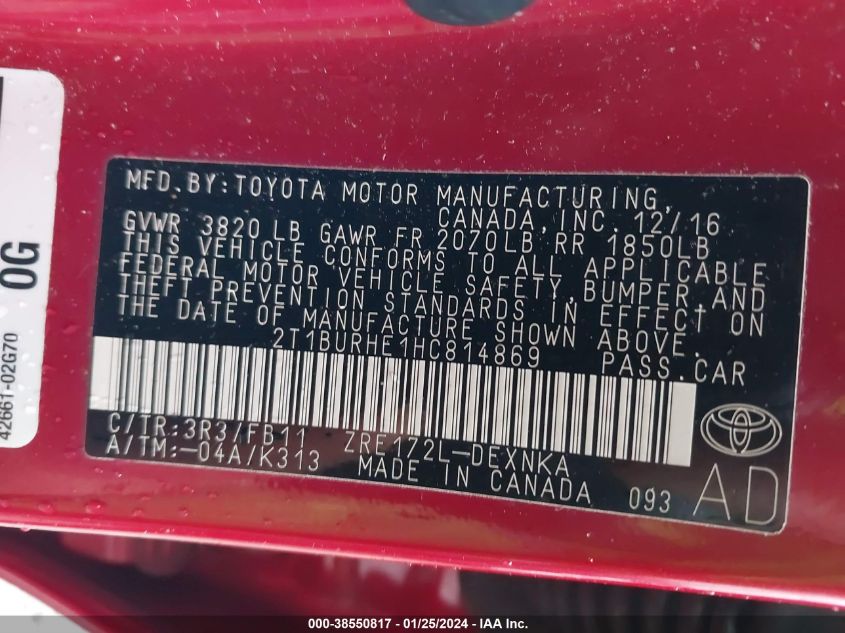 MFD. BY: TOYOTA MOTOR MANUFACTURING,
CANADA, INC. 12/16
GVWR 3820 LB GAWR FR 2070LB RR 1850LB
THIS VEHICLE CONFORMS TO ALL APPLICABLE
FEDERAL MOTOR VEHICLE SAFETY, BUMPER AND
THEFT PREVENTION STANDARDS IN EFFECT ON
THE DATE OF MANUFACTURE SHOWN ABOVE.
2T1BURHE1HC814869 PASS. CAR
C/TR: 3R3/FB11 ZRE172L-DEXNKA
A/TM:-04A/K313 MADE IN CANADA 093
AD
0G
42661-02G70
000-38550817 - 01/25/2024 - IAAI.com